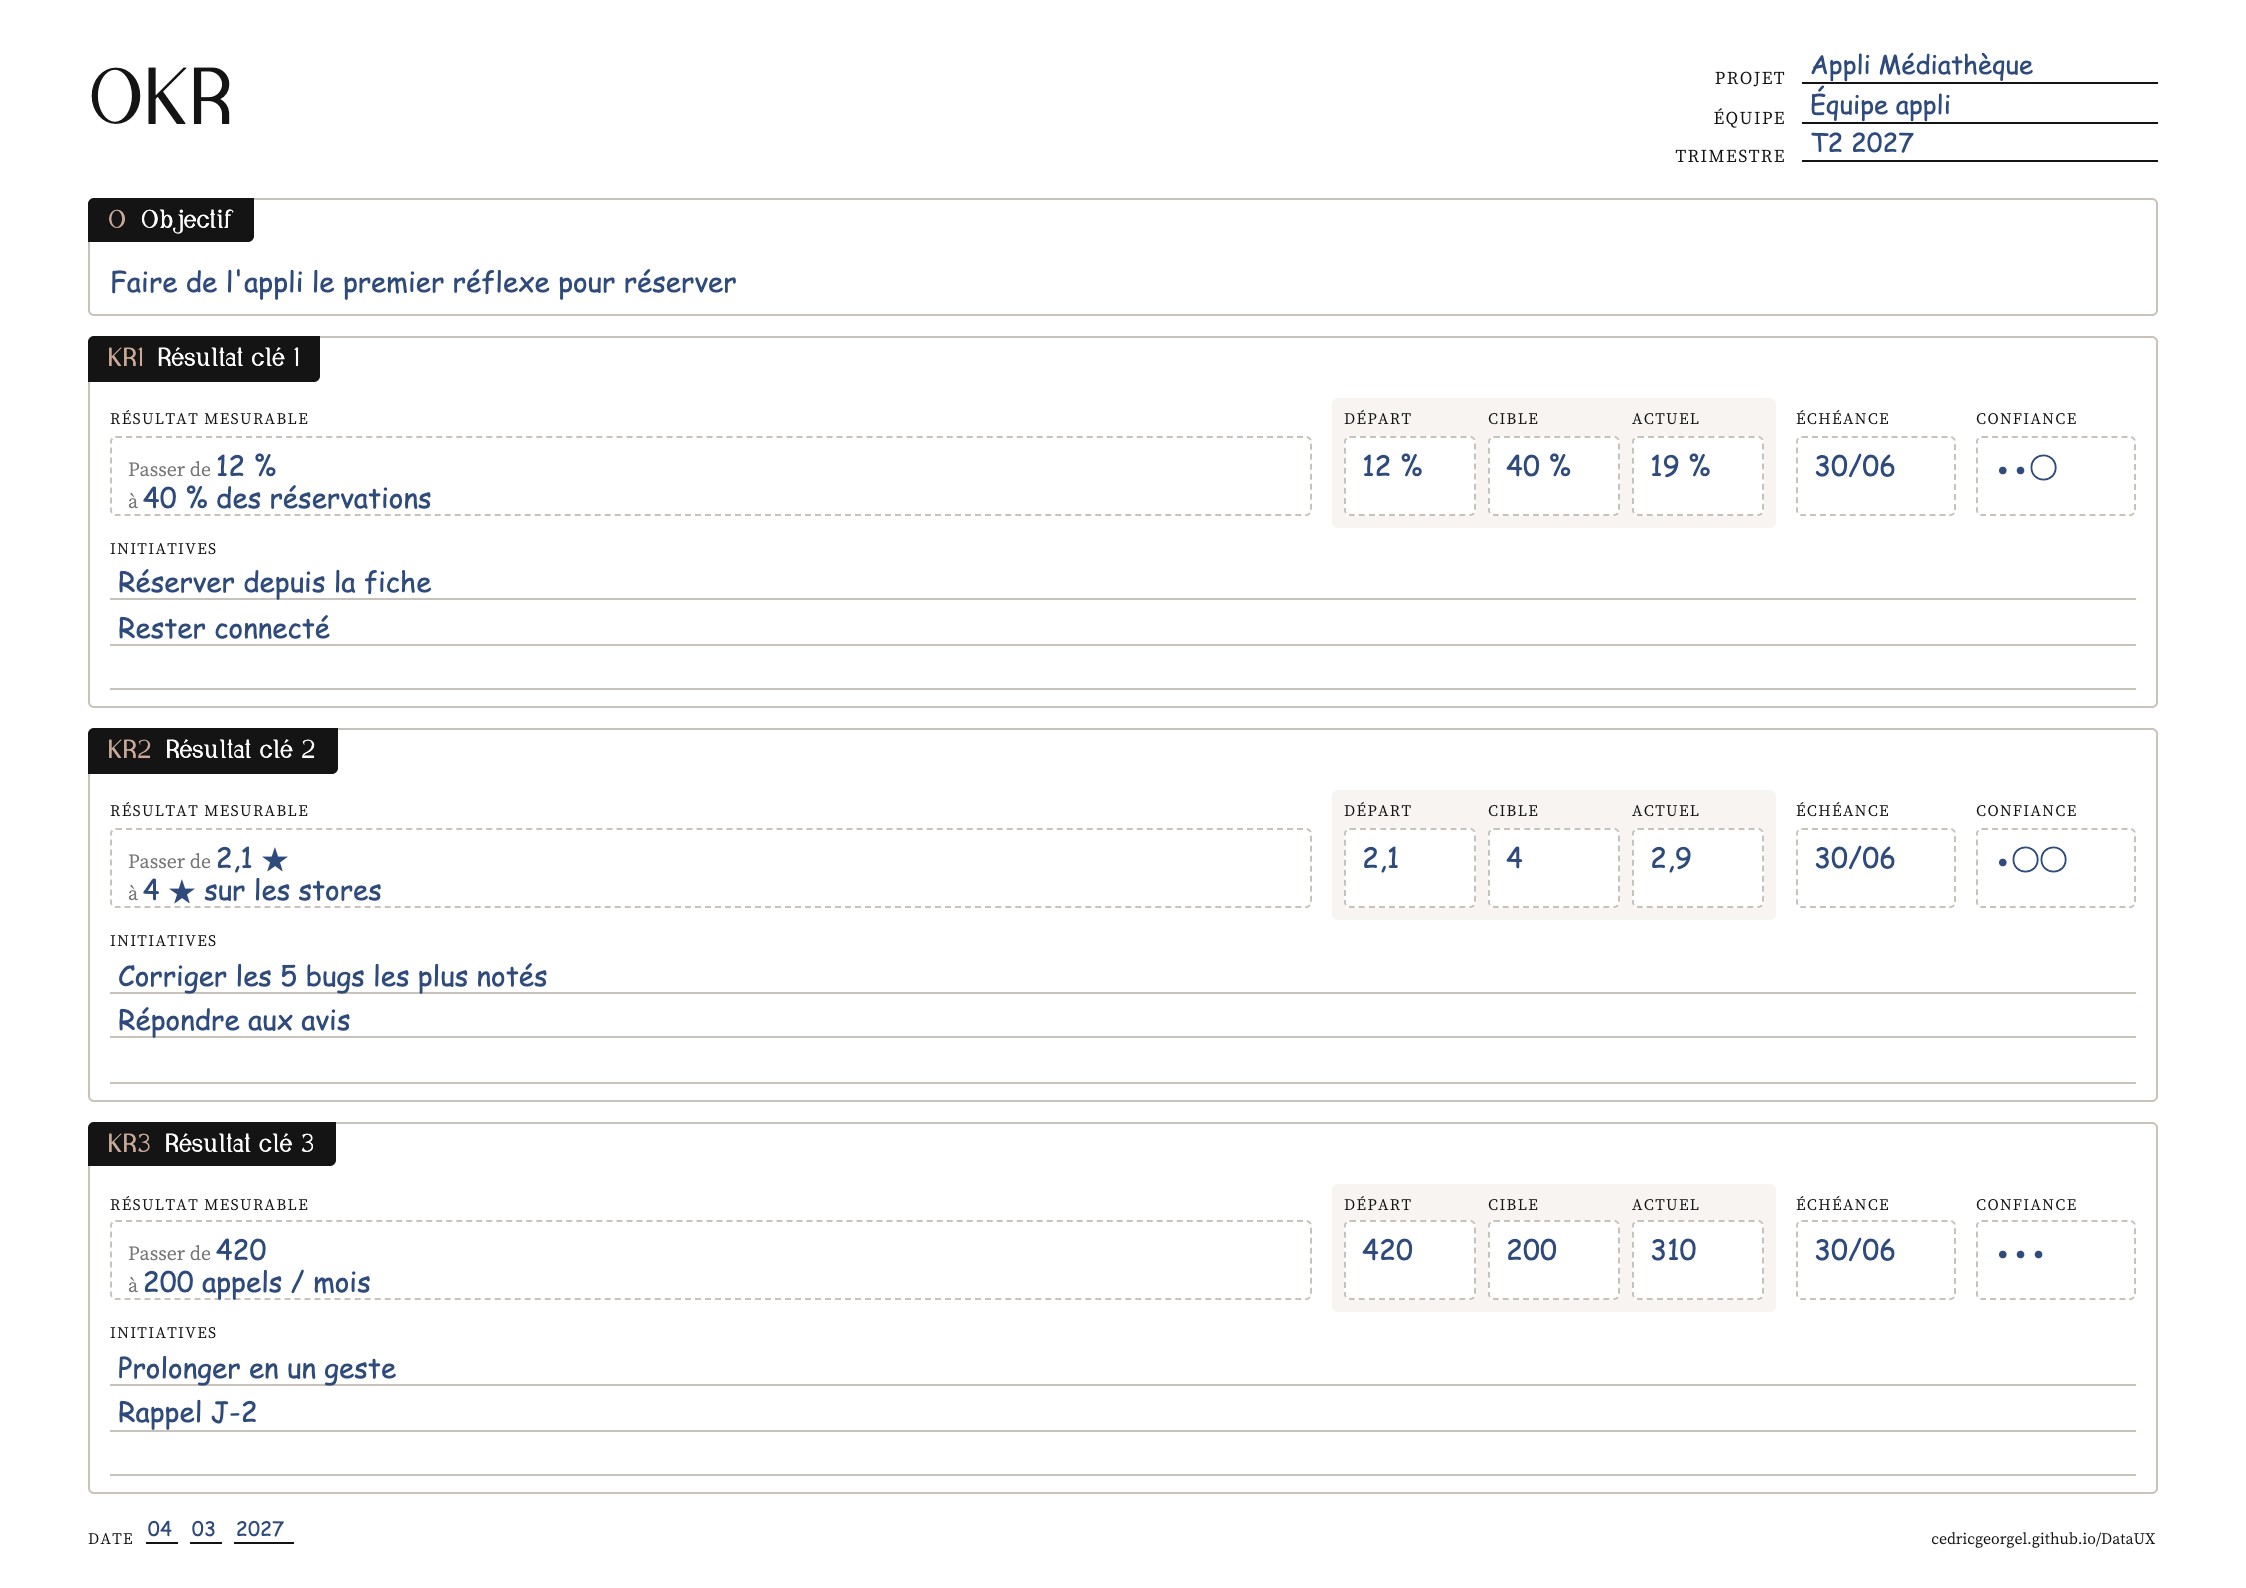 OKR
PROJET Appli Médiathèque
ÉQUIPE Équipe appli
TRIMESTRE T2 2027
O Objectif
Faire de l'appli le premier réflexe pour réserver
KR1 Résultat clé 1
RÉSULTAT MESURABLE DÉPART CIBLE ACTUEL ÉCHÉANCE CONFIANCE
Passer de 12 % 12 % 40 % 19 % 30/06 ••○
à 40 % des réservations
INITIATIVES
Réserver depuis la fiche
Rester connecté
KR2 Résultat clé 2
RÉSULTAT MESURABLE DÉPART CIBLE ACTUEL ÉCHÉANCE CONFIANCE
Passer de 2,1 ★ 2,1 4 2,9 30/06 •○○
à 4 ★ sur les stores
INITIATIVES
Corriger les 5 bugs les plus notés
Répondre aux avis
KR3 Résultat clé 3
RÉSULTAT MESURABLE DÉPART CIBLE ACTUEL ÉCHÉANCE CONFIANCE
Passer de 420 420 200 310 30/06 •••
à 200 appels / mois
INITIATIVES
Prolonger en un geste
Rappel J-2
DATE 04 03 2027 cedricgeorgel.github.io/DataUX